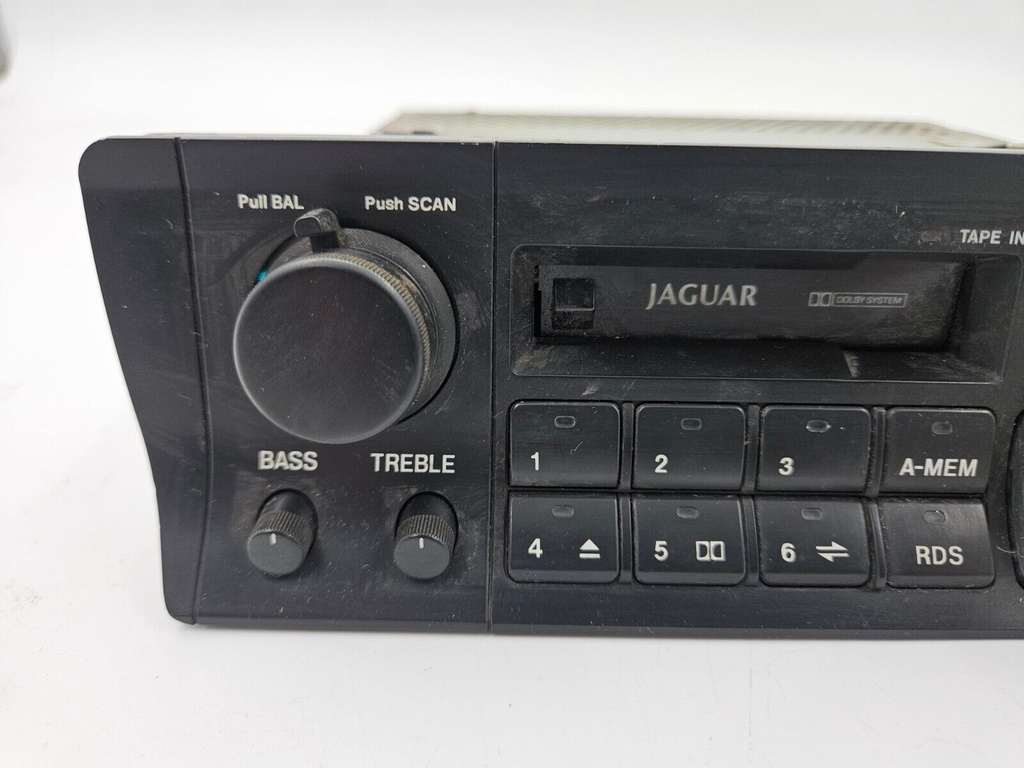 Pull BAL Push SCAN
TAPE IN
JAGUAR DOLBY SYSTEM
BASS TREBLE
1 2 3 A-MEM
4 5 6 RDS